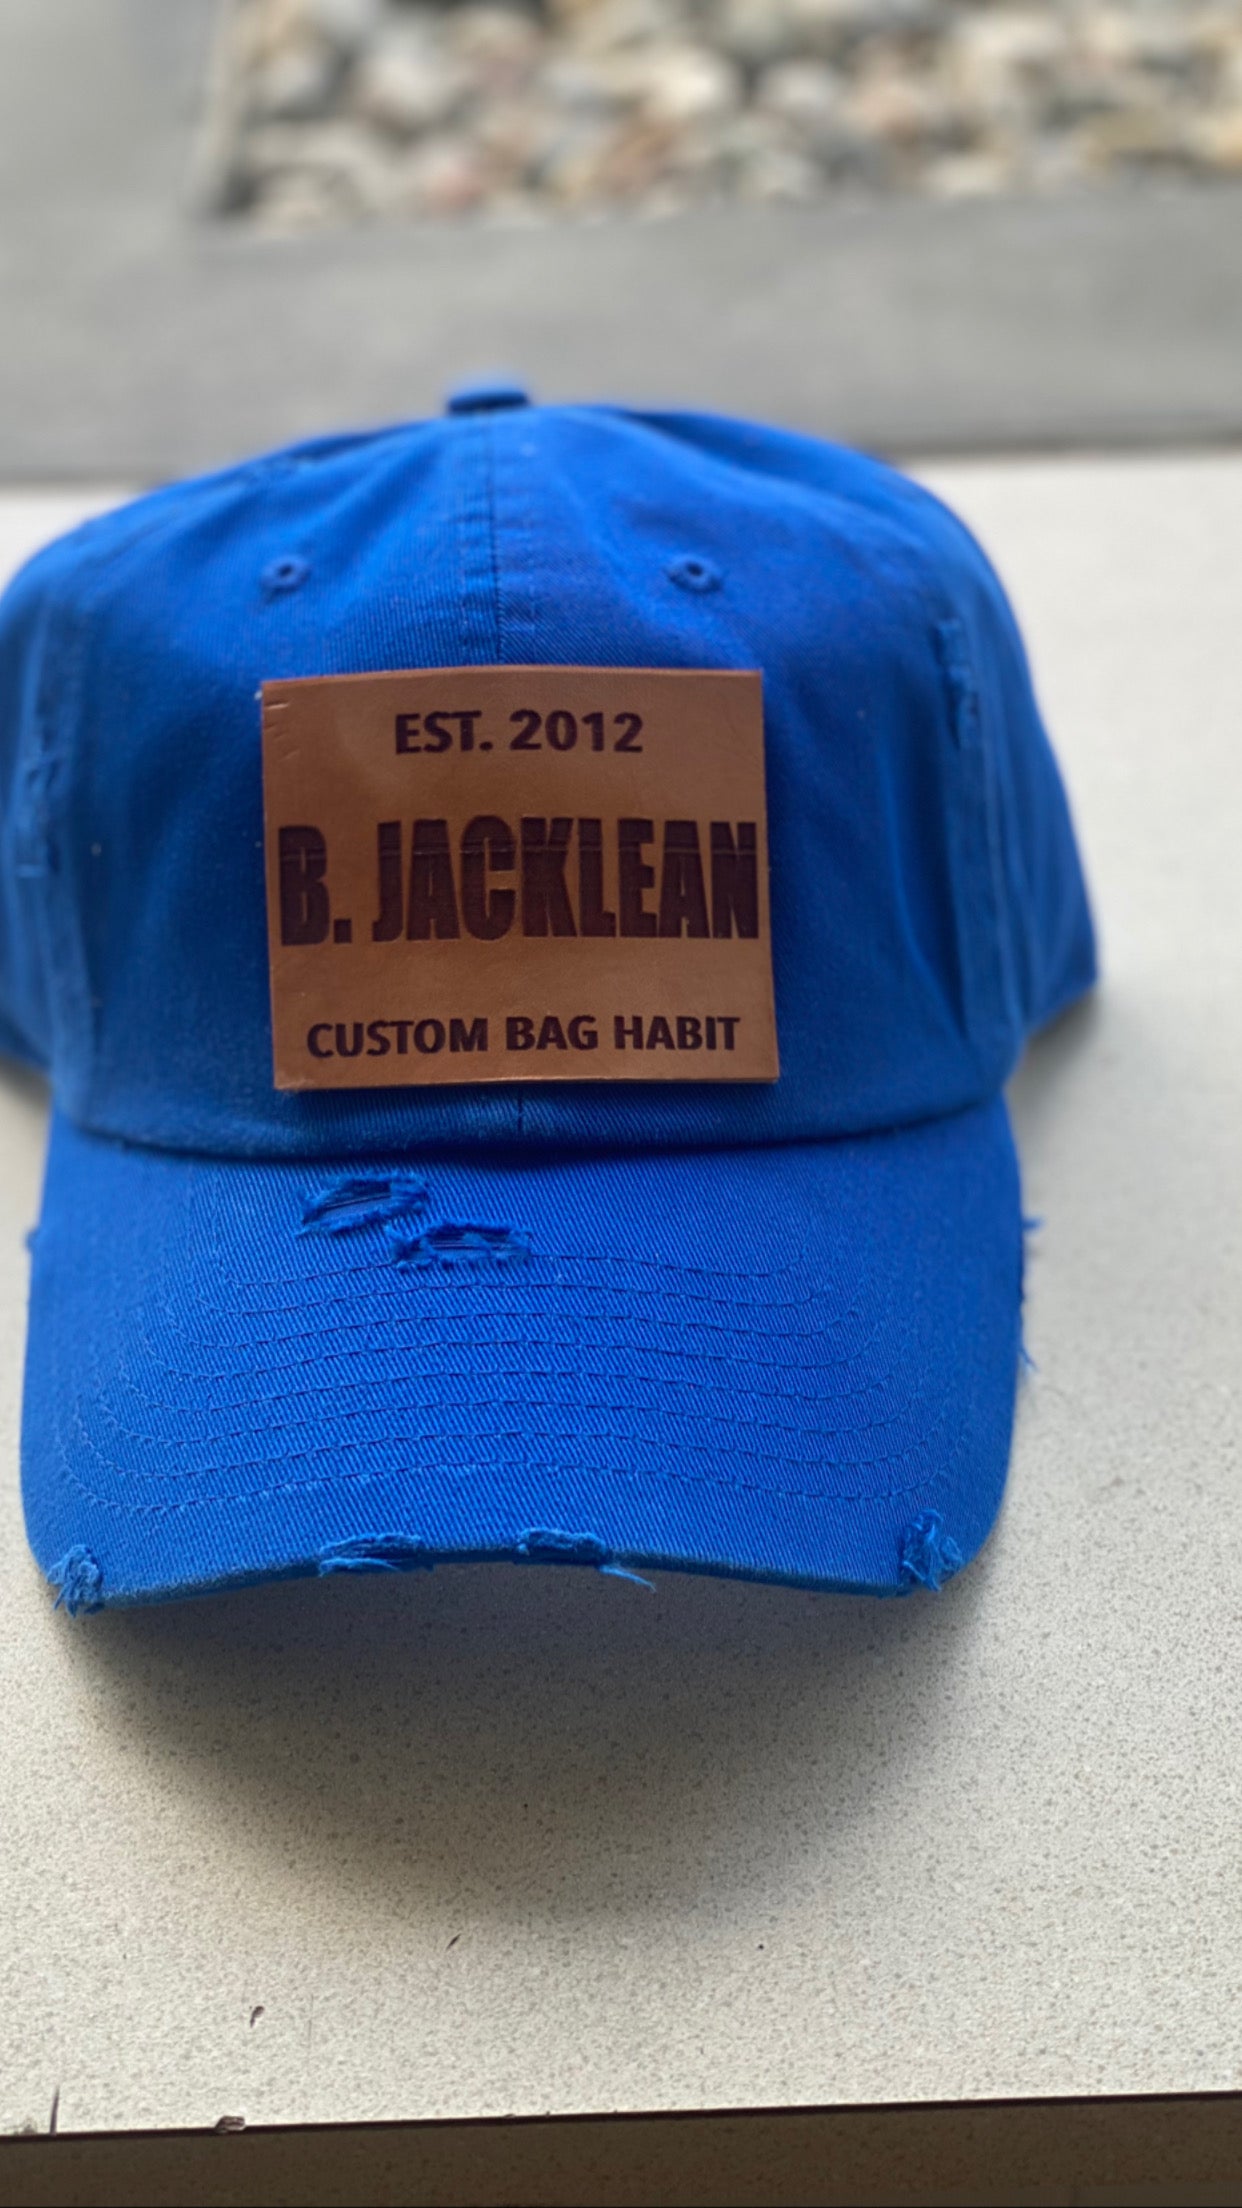 EST. 2012
B. JACKLEAN
CUSTOM BAG HABIT